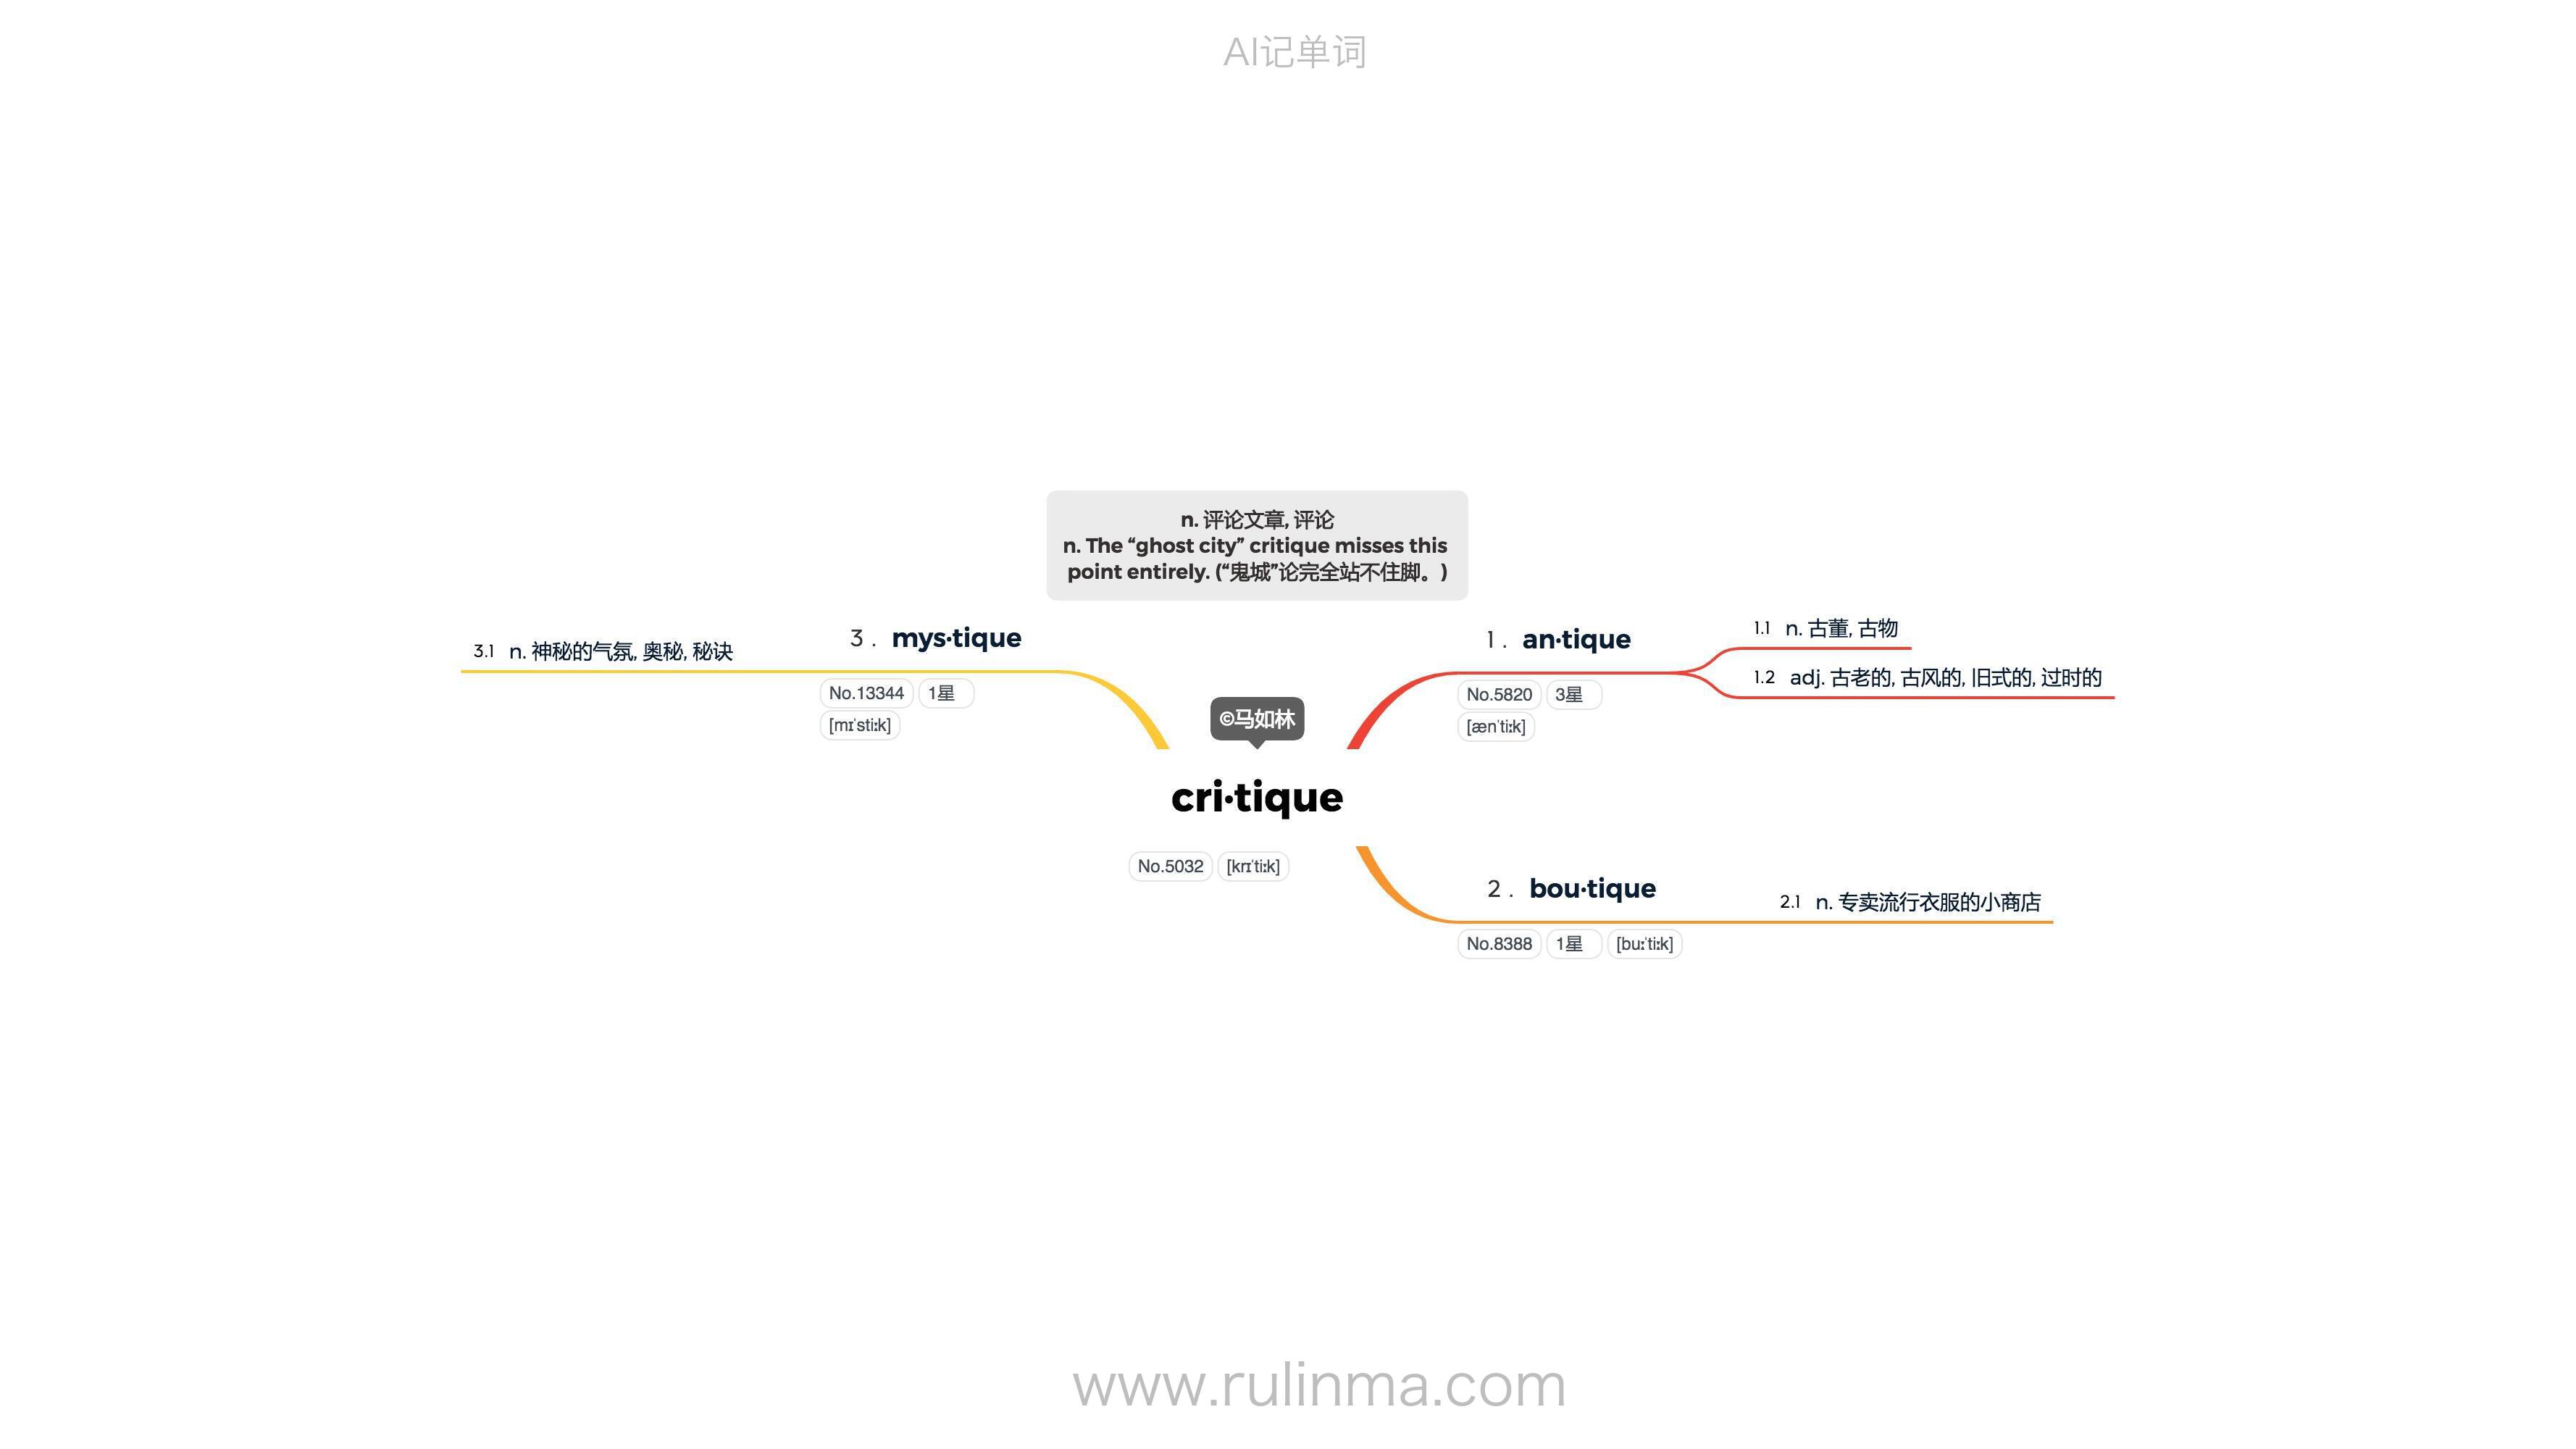 AI记单词
n. 评论文章, 评论
n. The “ghost city” critique misses this
point entirely. (“鬼城”论完全站不住脚。)
©马如林
cri·tique
No.5032 [krɪˈtiːk]
1 . an·tique
No.5820 3星
[ænˈtiːk]
1.1 n. 古董, 古物
1.2 adj. 古老的, 古风的, 旧式的, 过时的
2 . bou·tique
No.8388 1星 [buːˈtiːk]
2.1 n. 专卖流行衣服的小商店
3 . mys·tique
No.13344 1星
[mɪˈstiːk]
3.1 n. 神秘的气氛, 奥秘, 秘诀
www.rulinma.com